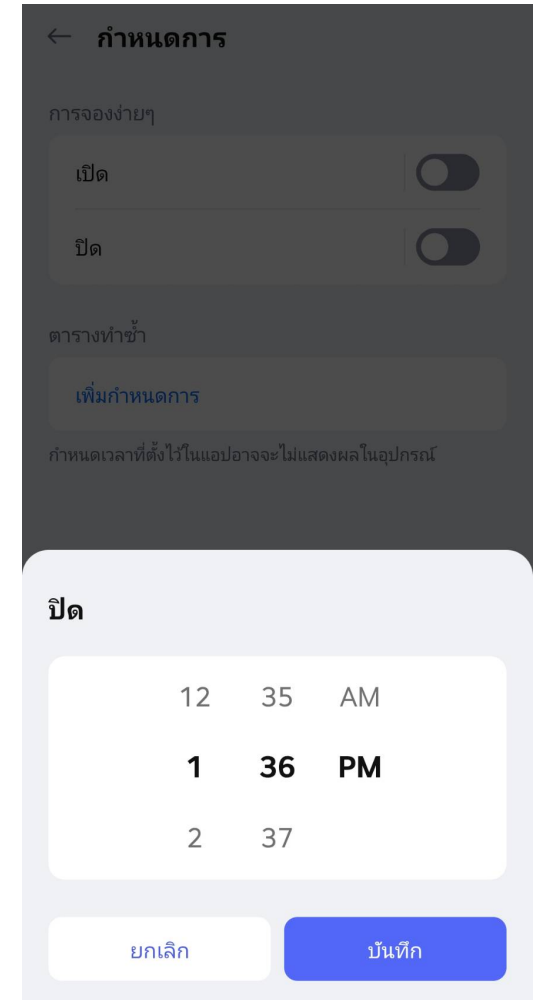 กำหนดการ
การจองง่ายๆ
เปิด
ปิด
ตารางทำซ้ำ
เพิ่มกำหนดการ
กำหนดเวลาที่ตั้งไว้ในแอปอาจจะไม่แสดงผลในอุปกรณ์
ปิด
12 35 AM
1 36 PM
2 37
ยกเลิก บันทึก